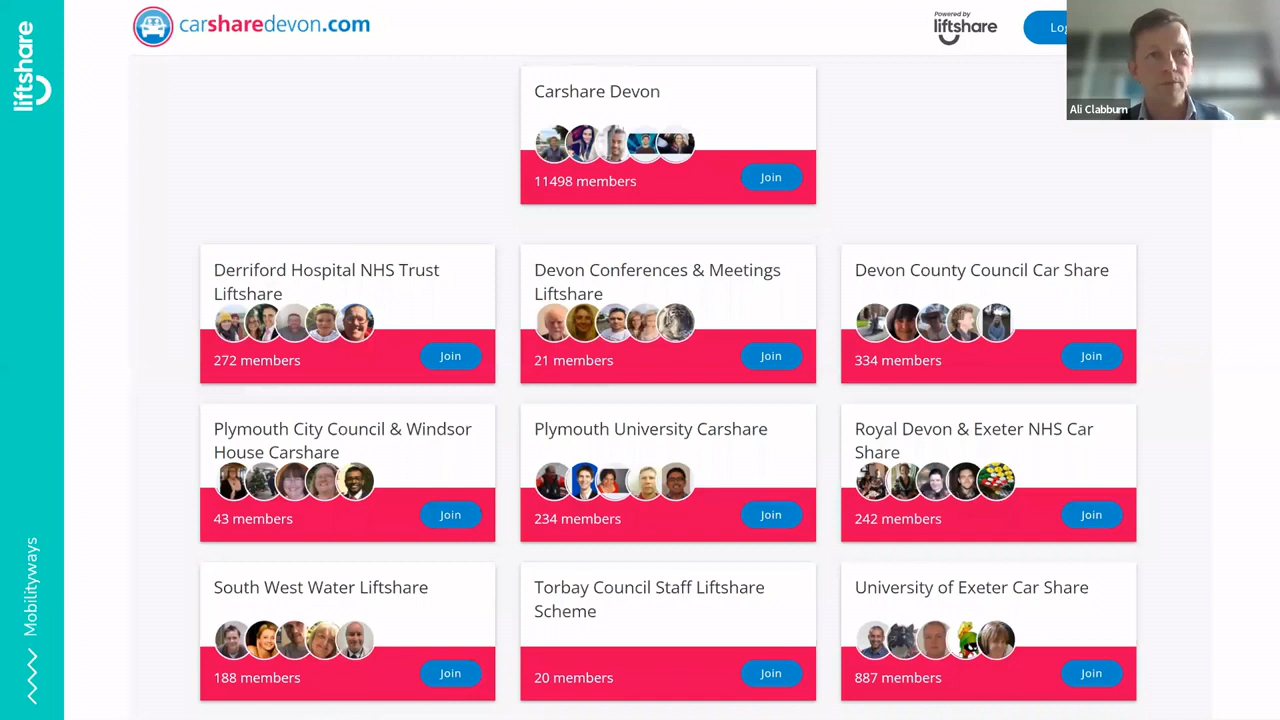 liftshare
carsharedevon.com
Powered by
liftshare
Log
Ali Clabburn
Carshare Devon
11498 members
Join
Derriford Hospital NHS Trust
Liftshare
272 members
Join
Devon Conferences & Meetings
Liftshare
21 members
Join
Devon County Council Car Share
334 members
Join
Plymouth City Council & Windsor
House Carshare
43 members
Join
Plymouth University Carshare
234 members
Join
Royal Devon & Exeter NHS Car
Share
242 members
Join
South West Water Liftshare
188 members
Join
Torbay Council Staff Liftshare
Scheme
20 members
Join
University of Exeter Car Share
887 members
Join
Mobilityways